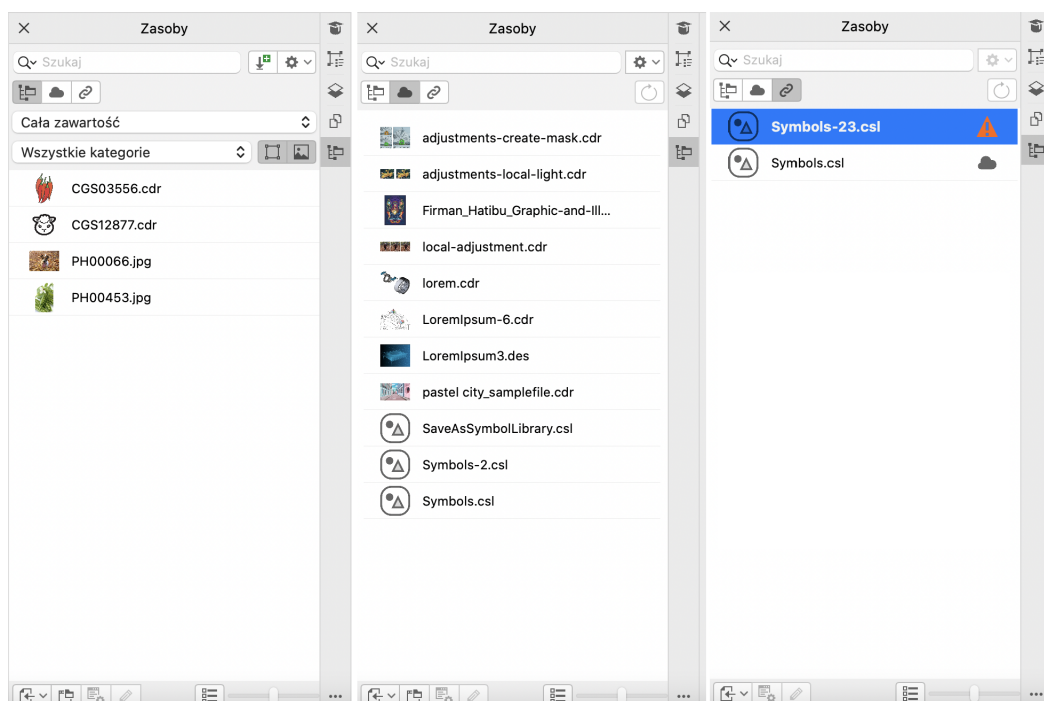 Zasoby
Szukaj
Cała zawartość
Wszystkie kategorie
CGS03556.cdr
CGS12877.cdr
PH00066.jpg
PH00453.jpg
Zasoby
Szukaj
adjustments-create-mask.cdr
adjustments-local-light.cdr
Firman_Hatibu_Graphic-and-Ill...
local-adjustment.cdr
lorem.cdr
LoremIpsum-6.cdr
LoremIpsum3.des
pastel city_samplefile.cdr
SaveAsSymbolLibrary.csl
Symbols-2.csl
Symbols.csl
Zasoby
Szukaj
Symbols-23.csl
Symbols.csl